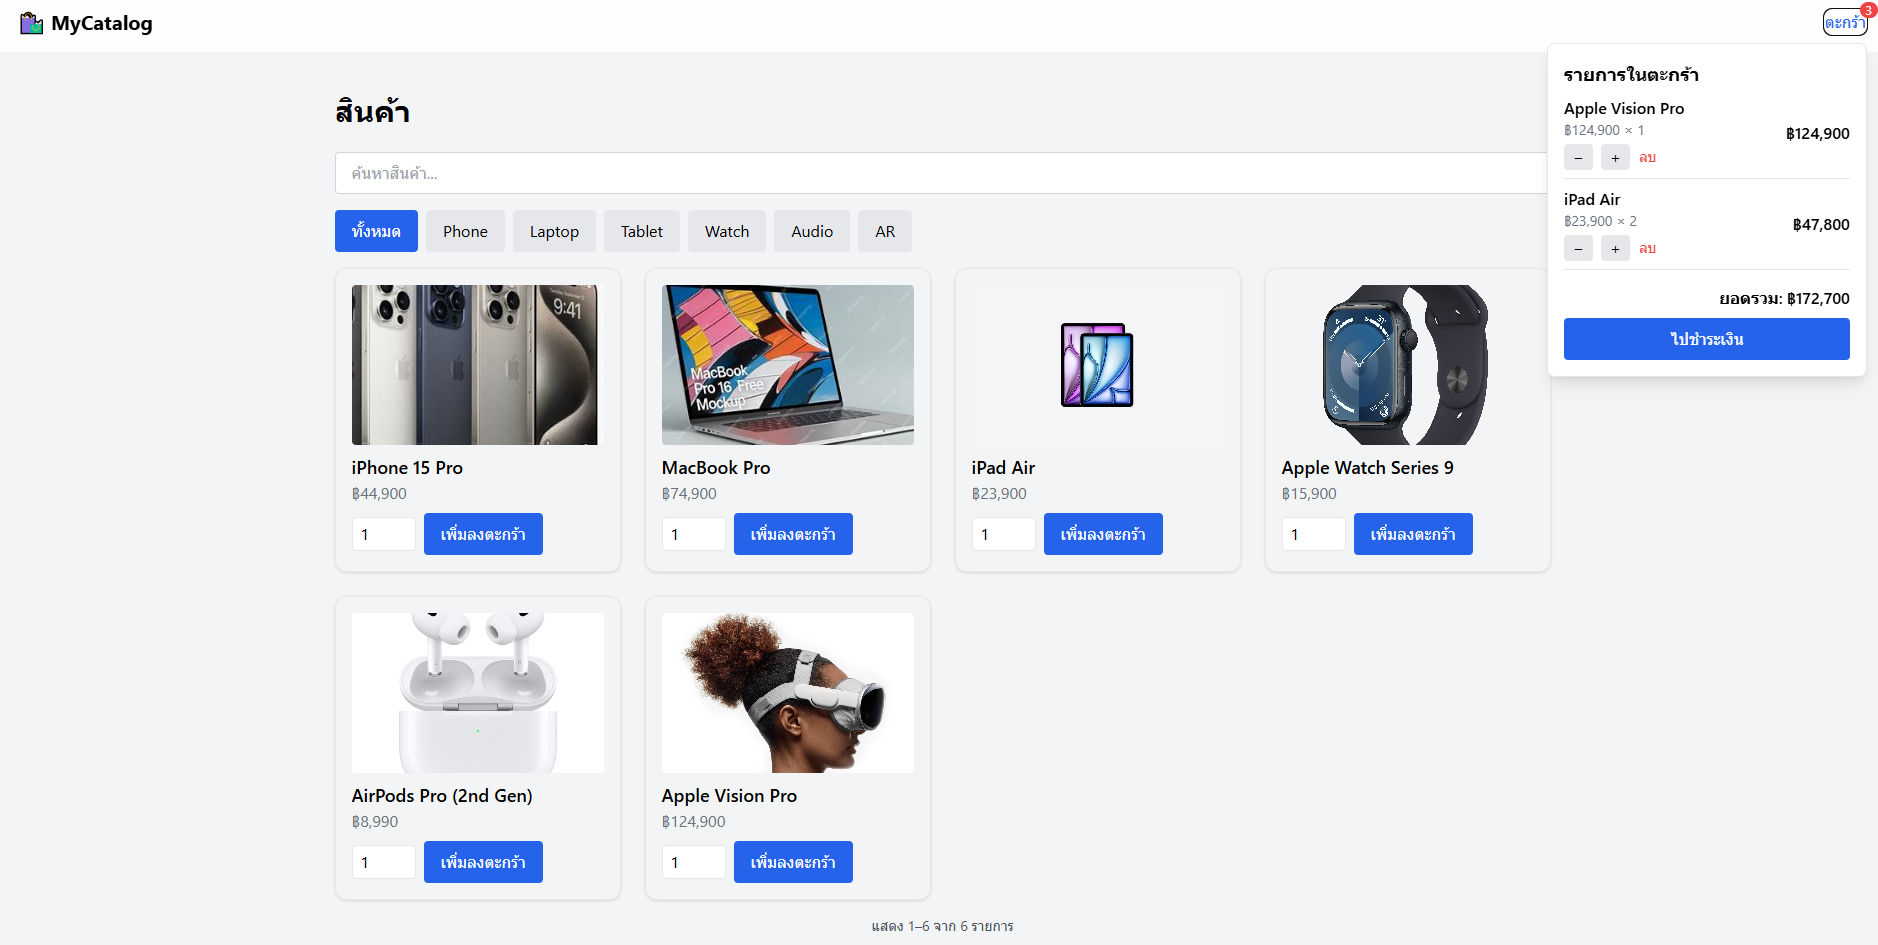 MyCatalog
ตะกร้า
3
รายการในตะกร้า
Apple Vision Pro
฿124,900 × 1
฿124,900
− + ลบ
iPad Air
฿23,900 × 2
฿47,800
− + ลบ
ยอดรวม: ฿172,700
ไปชำระเงิน
สินค้า
ค้นหาสินค้า...
ทั้งหมด Phone Laptop Tablet Watch Audio AR
9:41
iPhone 15 Pro
฿44,900
1 เพิ่มลงตะกร้า
MacBook
Pro 16 Free
Mockup
MacBook Pro
฿74,900
1 เพิ่มลงตะกร้า
iPad Air
฿23,900
1 เพิ่มลงตะกร้า
Apple Watch Series 9
฿15,900
1 เพิ่มลงตะกร้า
AirPods Pro (2nd Gen)
฿8,990
1 เพิ่มลงตะกร้า
Apple Vision Pro
฿124,900
1 เพิ่มลงตะกร้า
แสดง 1–6 จาก 6 รายการ